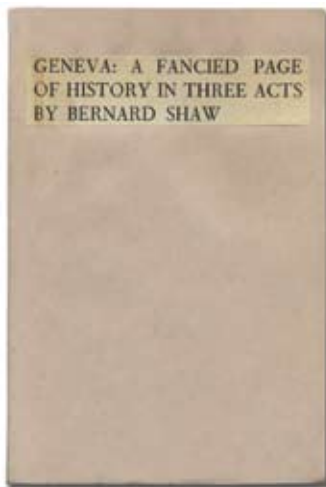 GENEVA: A FANCIED PAGE
OF HISTORY IN THREE ACTS
BY BERNARD SHAW